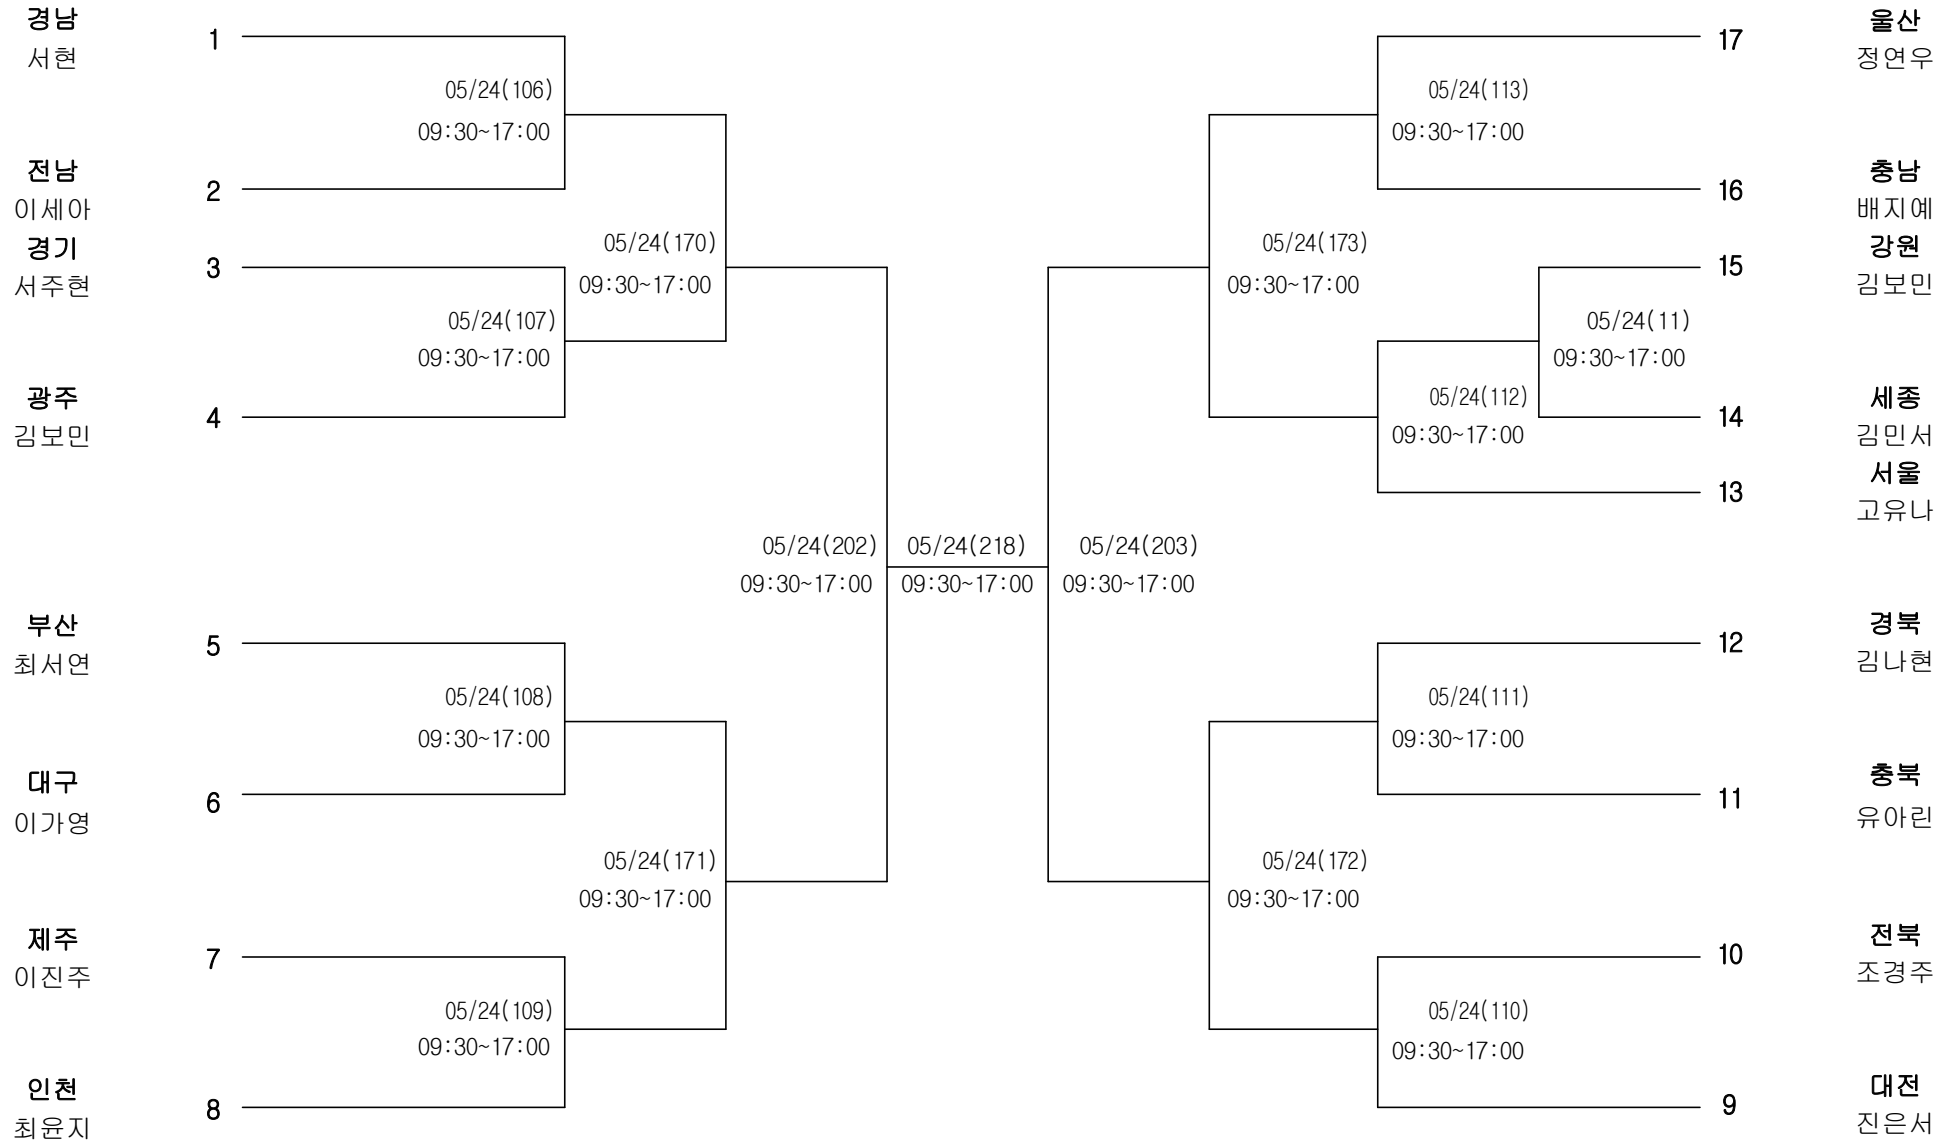 경남
서현
1
05/24(106)
09:30~17:00
전남
이세아
2
경기
서주현
3
05/24(170)
09:30~17:00
05/24(107)
09:30~17:00
광주
김보민
4
05/24(202)
09:30~17:00
부산
최서연
5
05/24(108)
09:30~17:00
대구
이가영
6
05/24(171)
09:30~17:00
제주
이진주
7
05/24(109)
09:30~17:00
인천
최윤지
8
05/24(218)
09:30~17:00
울산
정연우
17
05/24(113)
09:30~17:00
충남
배지예
16
강원
김보민
15
05/24(173)
09:30~17:00
05/24(11)
09:30~17:00
세종
김민서
14
05/24(112)
09:30~17:00
서울
고유나
13
05/24(203)
09:30~17:00
경북
김나현
12
05/24(111)
09:30~17:00
충북
유아린
11
05/24(172)
09:30~17:00
전북
조경주
10
05/24(110)
09:30~17:00
대전
진은서
9